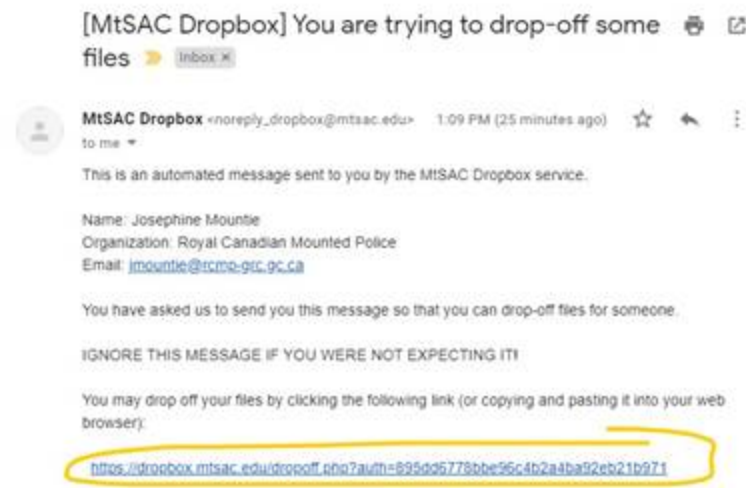 [MtSAC Dropbox] You are trying to drop-off some
files Inbox ×
MtSAC Dropbox <noreply_dropbox@mtsac.edu> 1:09 PM (25 minutes ago)
to me
This is an automated message sent to you by the MtSAC Dropbox service.
Name: Josephine Mountie
Organization: Royal Canadian Mounted Police
Email: jmountie@rcmp-grc.gc.ca
You have asked us to send you this message so that you can drop-off files for someone.
IGNORE THIS MESSAGE IF YOU WERE NOT EXPECTING IT!
You may drop off your files by clicking the following link (or copying and pasting it into your web
browser):
https://dropbox.mtsac.edu/dropoff.php?auth=895dd6778bbe96c4b2a4ba92eb21b971